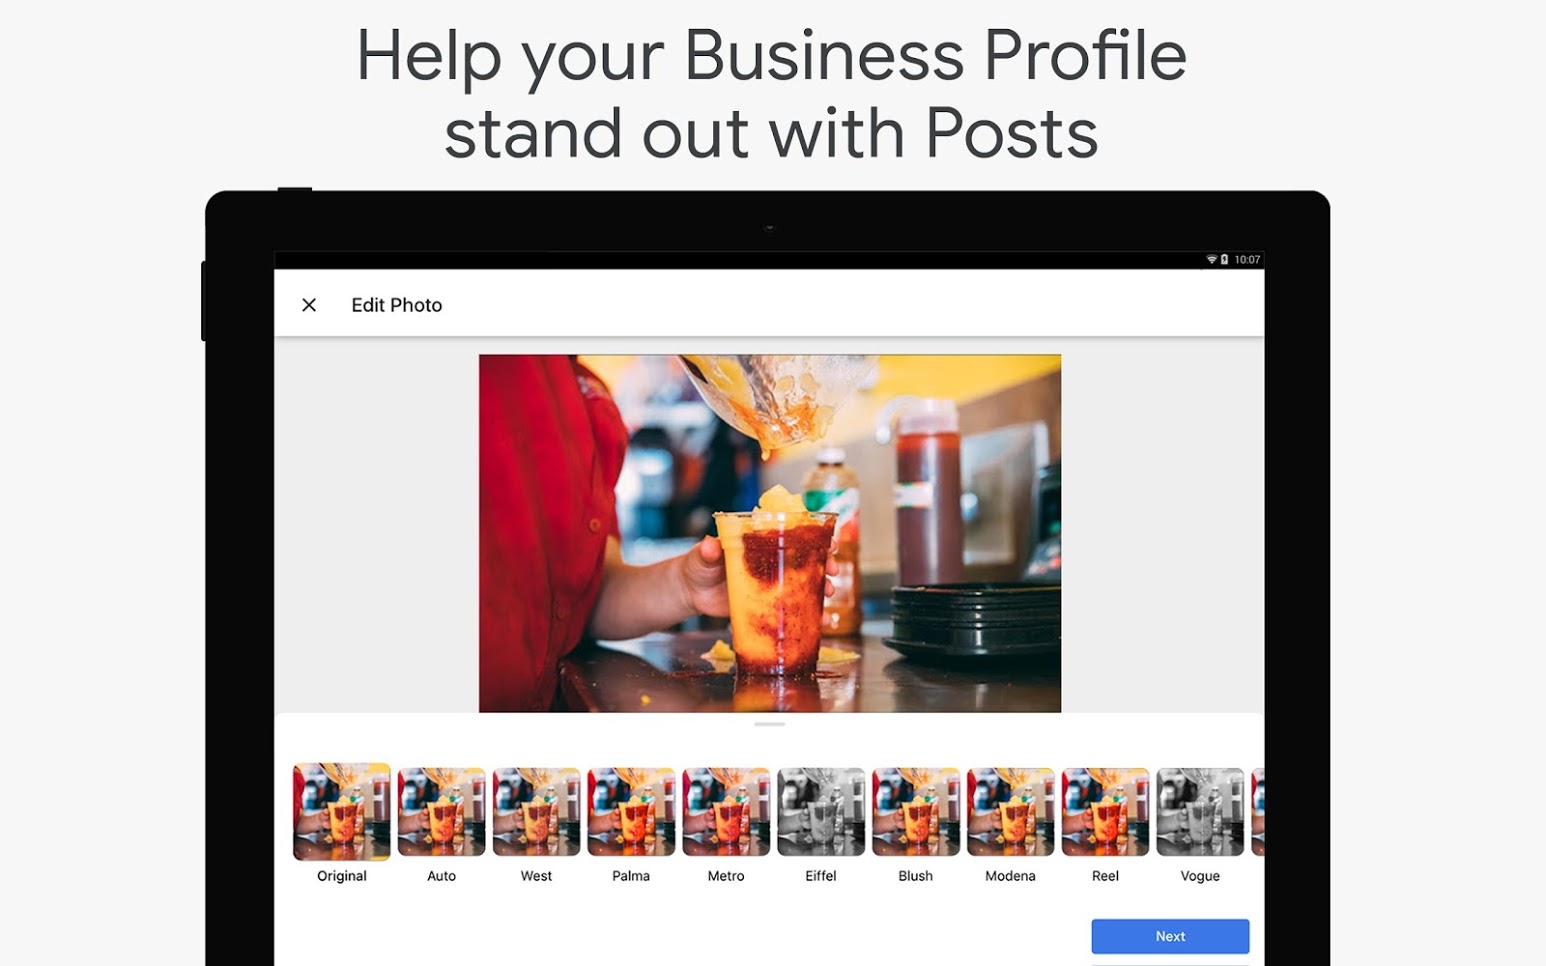 Help your Business Profile
stand out with Posts
10:07
Edit Photo
Original
Auto
West
Palma
Metro
Eiffel
Blush
Modena
Reel
Vogue
Next